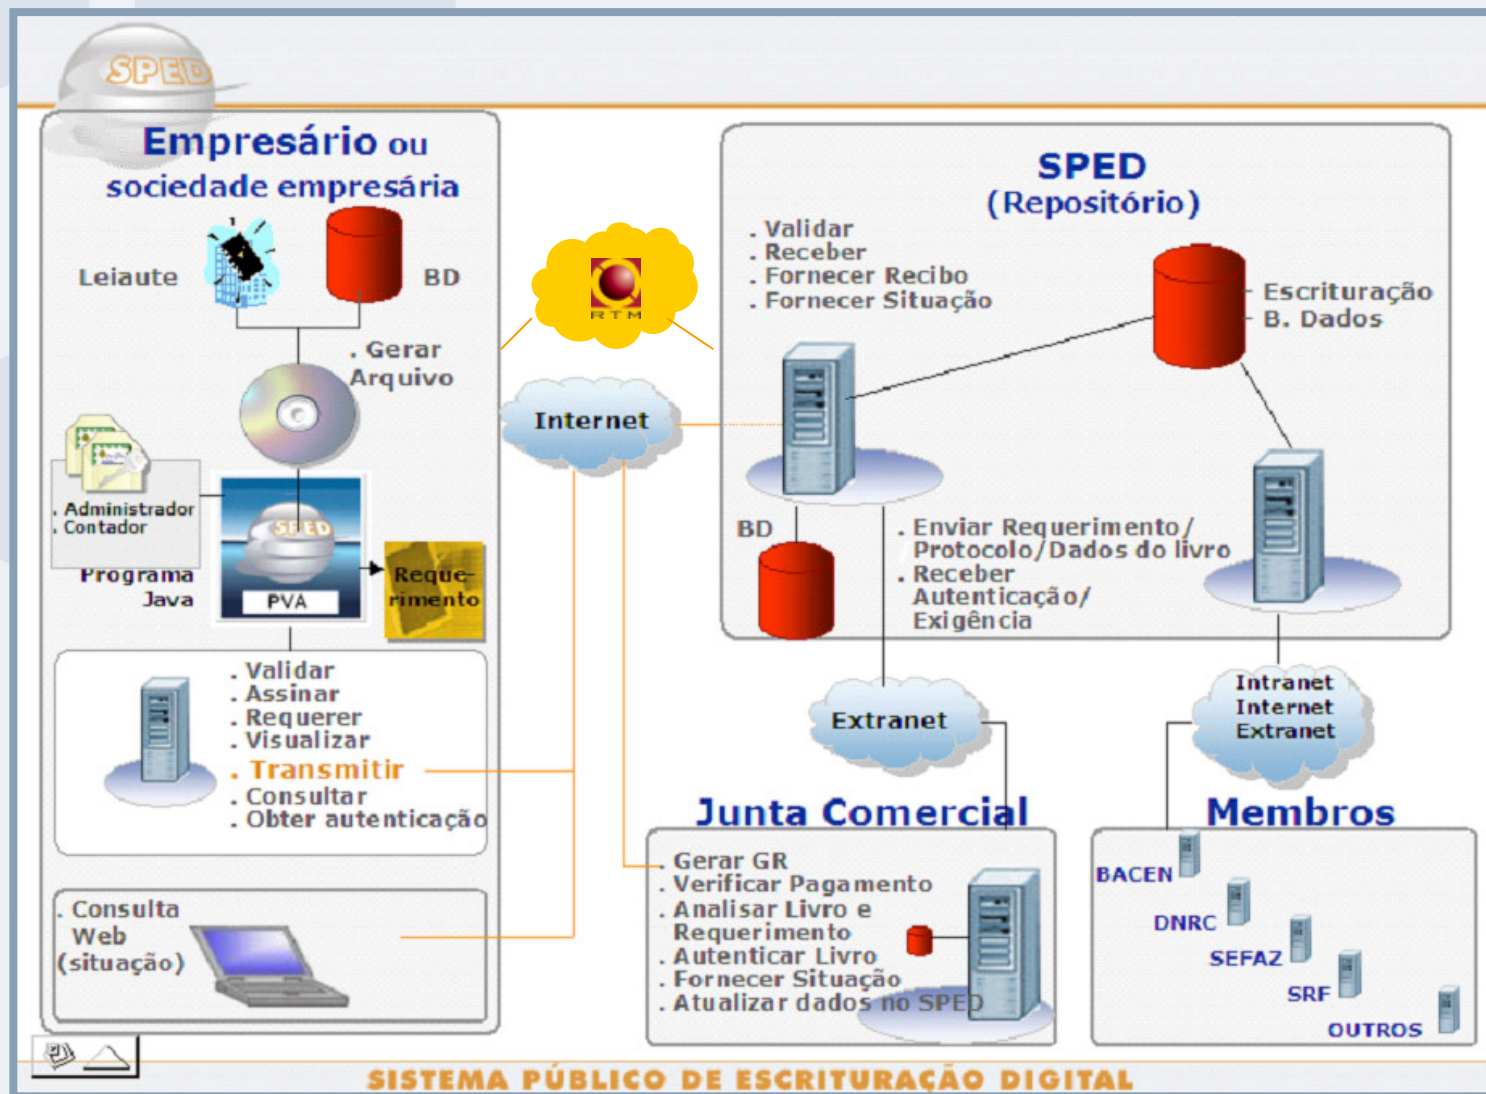 SPED
Empresário ou
sociedade empresária
Leiaute
BD
. Gerar
Arquivo
. Administrador
. Contador
Programa
Java
SPED
PVA
Reque-
rimento
. Validar
. Assinar
. Requerer
. Visualizar
. Transmitir
. Consultar
. Obter autenticação
. Consulta
Web
(situação)
RTM
Internet
SPED
(Repositório)
. Validar
. Receber
. Fornecer Recibo
. Fornecer Situação
- Escrituração
- B. Dados
BD
. Enviar Requerimento/
Protocolo/Dados do livro
. Receber
Autenticação/
Exigência
Extranet
Intranet
Internet
Extranet
Junta Comercial
. Gerar GR
. Verificar Pagamento
. Analisar Livro e
Requerimento
. Autenticar Livro
. Fornecer Situação
. Atualizar dados no SPED
Membros
BACEN
DNRC
SEFAZ
SRF
OUTROS
SISTEMA PÚBLICO DE ESCRITURAÇÃO DIGITAL